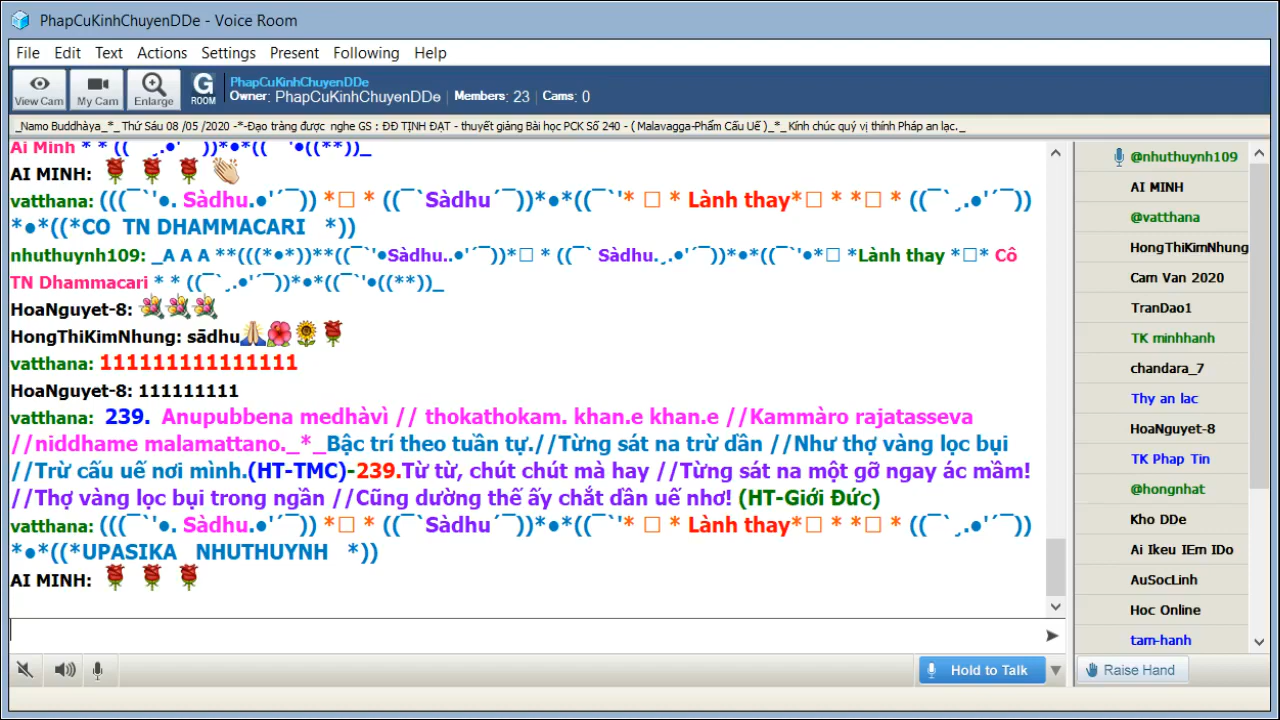 PhapCuKinhChuyenDDe - Voice Room
File Edit Text Actions Settings Present Following Help
View Cam My Cam Enlarge G ROOM
PhapCuKinhChuyenDDe
Owner: PhapCuKinhChuyenDDe Members: 23 Cams: 0
_Namo Buddhàya_*_ Thứ Sáu 08 /05 /2020 -*-Đạo tràng được nghe GS : ĐĐ TỊNH ĐẠT - thuyết giảng Bài học PCK Số 240 - ( Malavagga-Phẩm Cấu Uế )_*_ Kính chúc quý vị thính Pháp an lạc._
Ai Minh * * ((¯ ¸.●'´¯))*●*((¯`'●((**))_
AI MINH:
vatthana: (((¯`'●. Sàdhu.●'´¯)) *□ * ((¯`Sàdhu´¯))*●*((¯`'* □ * Lành thay*□ * *□ * ((¯`¸.●'´¯))
*●*((*CO TN DHAMMACARI *))
nhuthuynh109: _A A A **(((*●*))**((¯`'●Sàdhu..●'´¯))*□ * ((¯` Sàdhu.¸.●'´¯))*●*((¯`'●*□ *Lành thay *□* Cô
TN Dhammacari * * ((¯`¸.●'´¯))*●*((¯`'●((**))_
HoaNguyet-8:
HongThiKimNhung: sādhu
vatthana: 111111111111111
HoaNguyet-8: 111111111
vatthana: 239. Anupubbena medhàvì // thokathokam. khan.e khan.e //Kammàro rajatasseva
//niddhame malamattano._*_Bậc trí theo tuần tự.//Từng sát na trừ dần //Như thợ vàng lọc bụi
//Trừ cấu uế nơi mình.(HT-TMC)-239.Từ từ, chút chút mà hay //Từng sát na một gỡ ngay ác mầm!
//Thợ vàng lọc bụi trong ngần //Cũng dường thế ấy chắt dần uế nhơ! (HT-Giới Đức)
vatthana: (((¯`'●. Sàdhu.●'´¯)) *□ * ((¯`Sàdhu´¯))*●*((¯`'* □ * Lành thay*□ * *□ * ((¯`¸.●'´¯))
*●*((*UPASIKA NHUTHUYNH *))
AI MINH:
Hold to Talk
@nhuthuynh109
AI MINH
@vatthana
HongThiKimNhung
Cam Van 2020
TranDao1
TK minhhanh
chandara_7
Thy an lac
HoaNguyet-8
TK Phap Tin
@hongnhat
Kho DDe
Ai Ikeu IEm IDo
AuSocLinh
Hoc Online
tam-hanh
Raise Hand